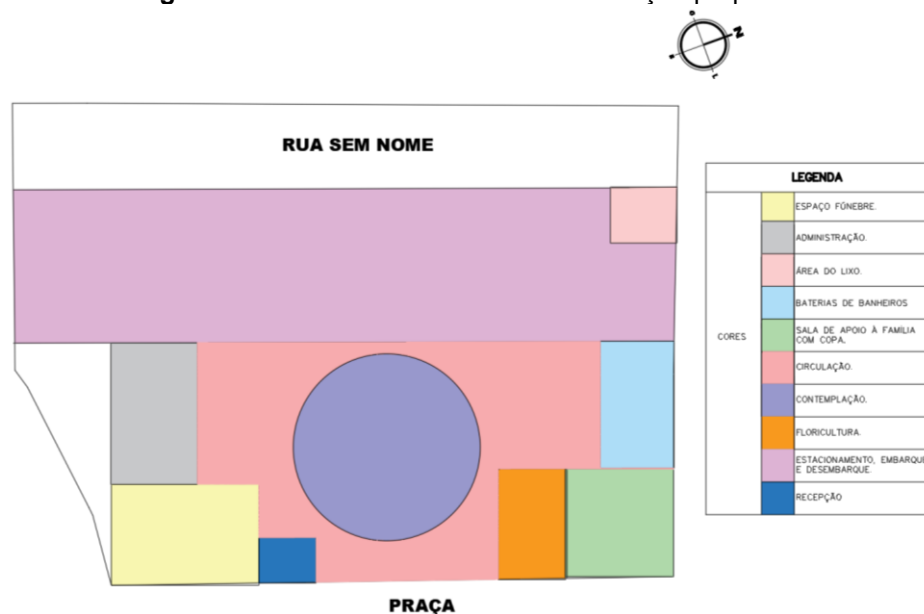 N
RUA SEM NOME
LEGENDA
CORES
ESPAÇO FÚNEBRE.
ADMINISTRAÇÃO.
ÁREA DO LIXO.
BATERIAS DE BANHEIROS
SALA DE APOIO À FAMÍLIA
COM COPA.
CIRCULAÇÃO.
CONTEMPLAÇÃO.
FLORICULTURA.
ESTACIONAMENTO, EMBARQUE
E DESEMBARQUE.
RECEPÇÃO
PRAÇA